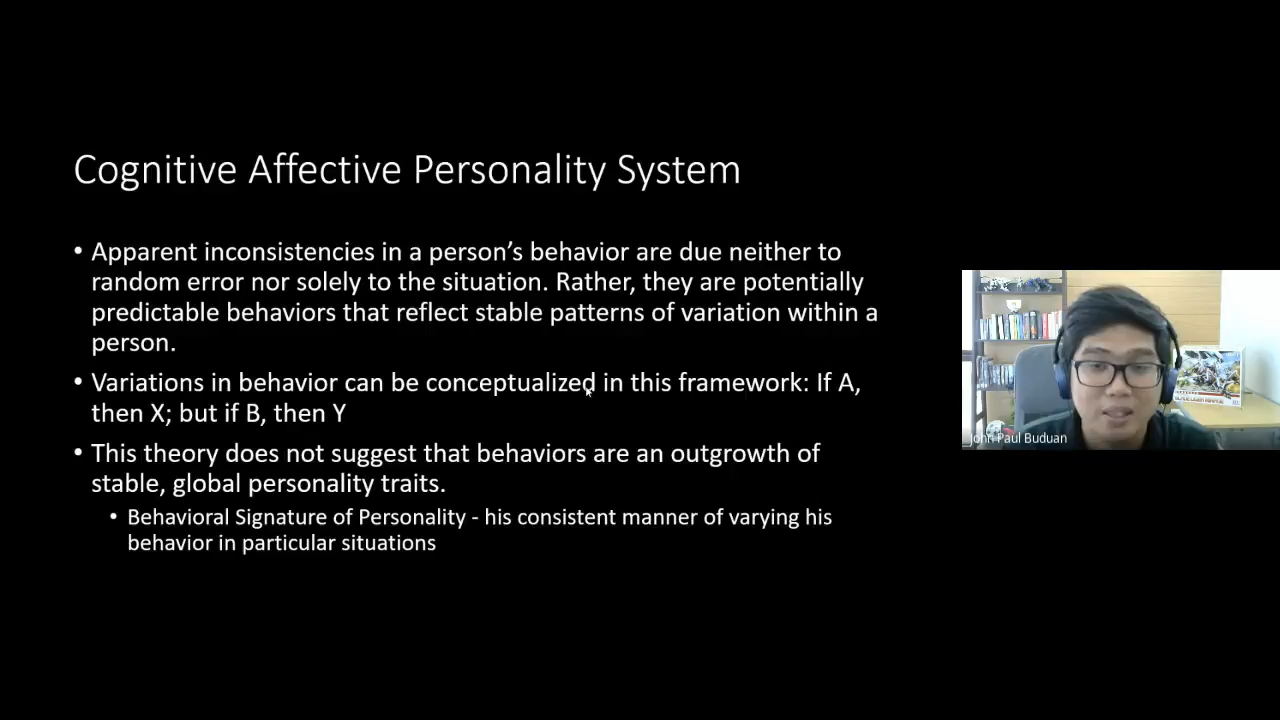 Cognitive Affective Personality System
• Apparent inconsistencies in a person’s behavior are due neither to
random error nor solely to the situation. Rather, they are potentially
predictable behaviors that reflect stable patterns of variation within a
person.
• Variations in behavior can be conceptualized in this framework: If A,
then X; but if B, then Y
• This theory does not suggest that behaviors are an outgrowth of
stable, global personality traits.
• Behavioral Signature of Personality - his consistent manner of varying his
behavior in particular situations
John Paul Buduan